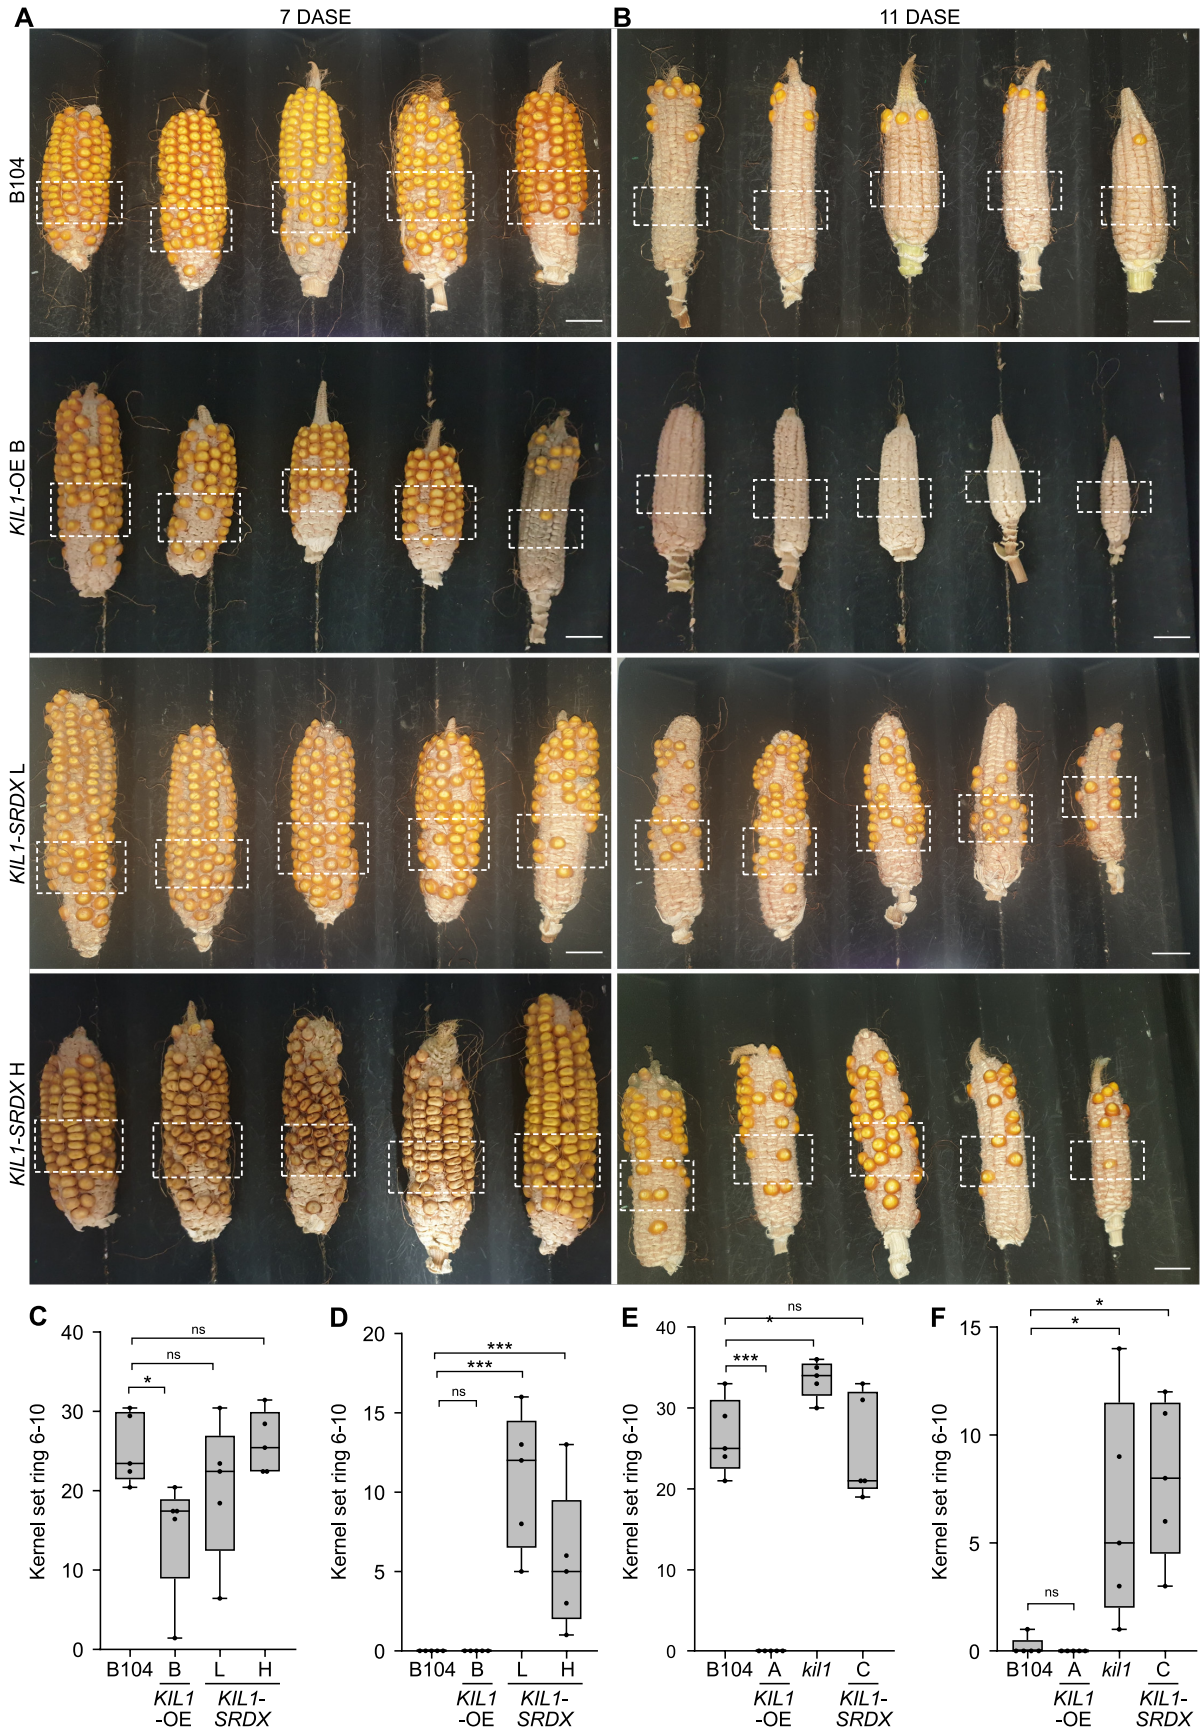 A
7 DASE
B
11 DASE
B104
KIL1-OE B
KIL1-SRDX L
KIL1-SRDX H
C
Kernel set ring 6-10
40
30
20
10
0
ns
ns
*
B104 B L H
KIL1
-OE
KIL1-
SRDX
D
Kernel set ring 6-10
20
15
10
5
0
***
***
ns
B104 B L H
KIL1
-OE
KIL1-
SRDX
E
Kernel set ring 6-10
40
30
20
10
0
ns
*
***
B104 A kil1 C
KIL1
-OE
KIL1-
SRDX
F
Kernel set ring 6-10
15
10
5
0
*
*
ns
B104 A kil1 C
KIL1
-OE
KIL1-
SRDX